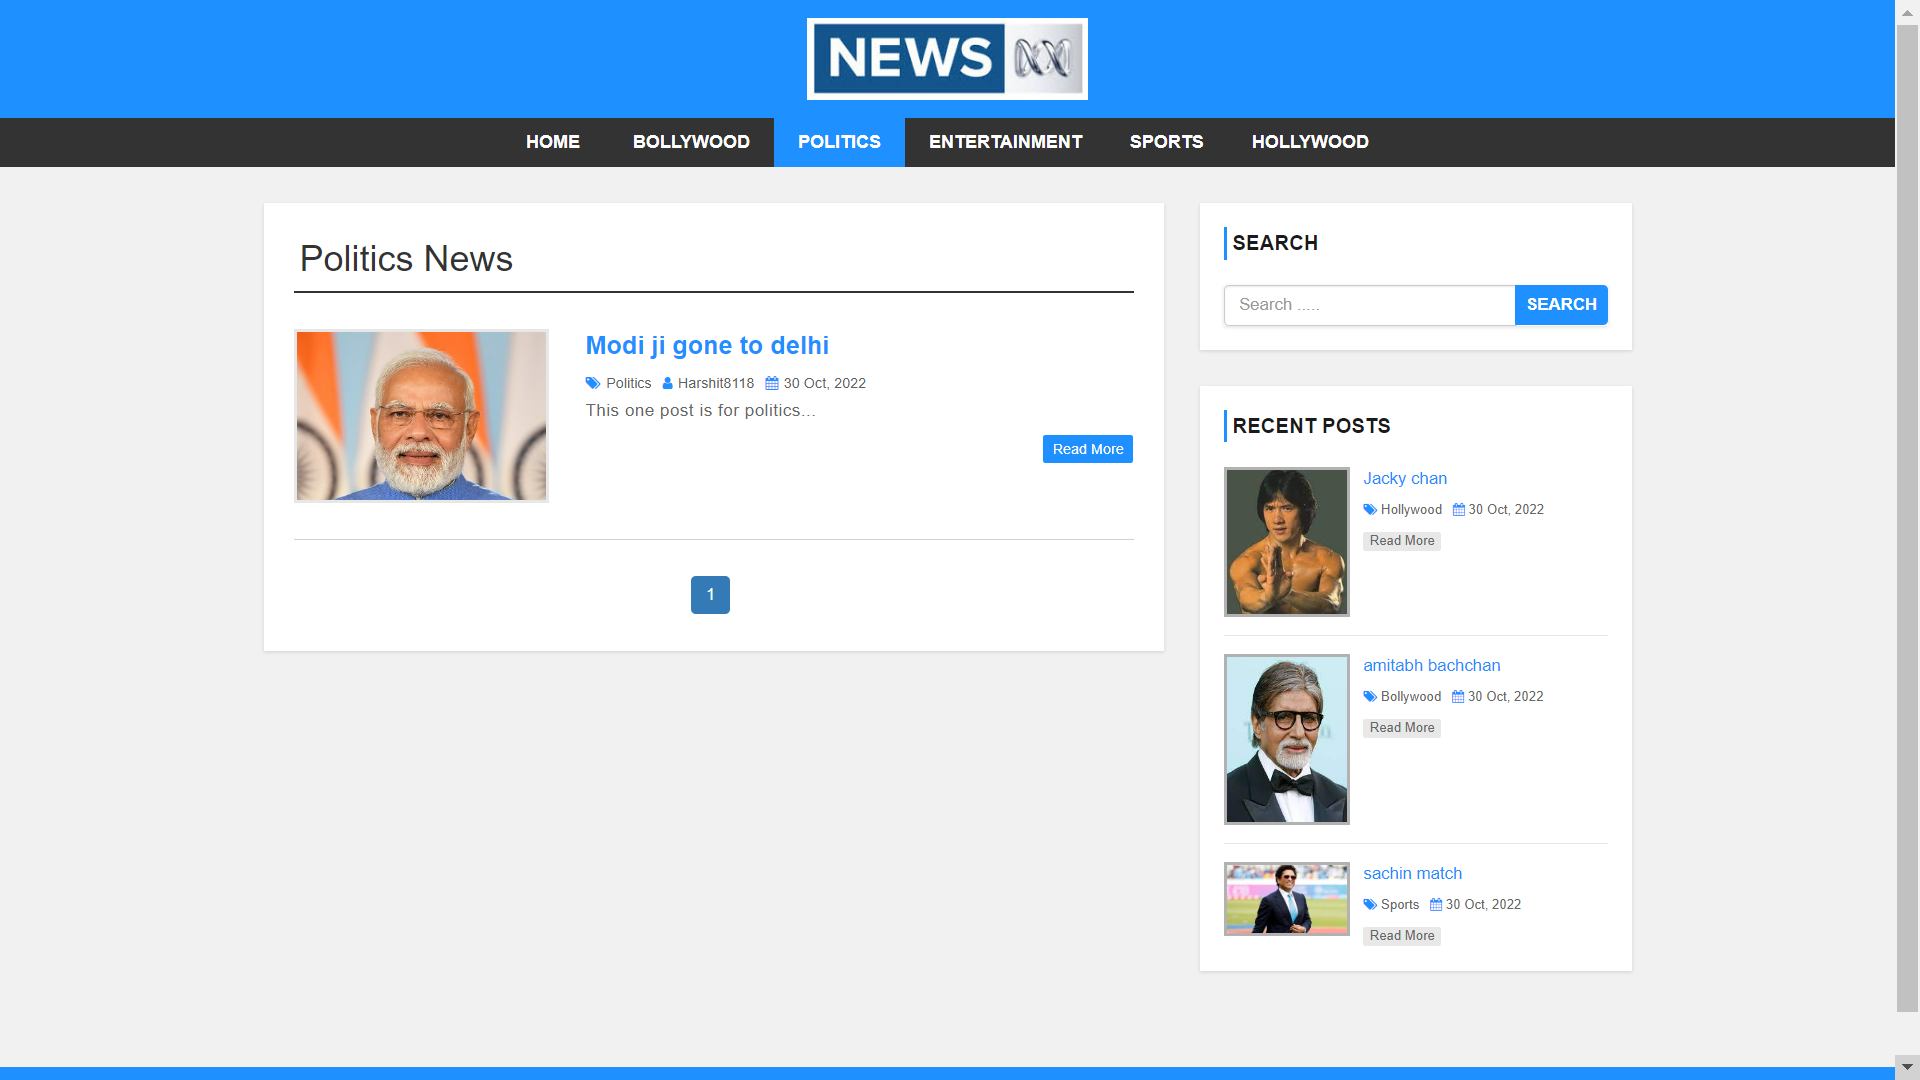 NEWS
HOME BOLLYWOOD POLITICS ENTERTAINMENT SPORTS HOLLYWOOD
Politics News
Modi ji gone to delhi
Politics Harshit8118 30 Oct, 2022
This one post is for politics...
Read More
1
SEARCH
Search ..... SEARCH
RECENT POSTS
Jacky chan
Hollywood 30 Oct, 2022
Read More
amitabh bachchan
Bollywood 30 Oct, 2022
Read More
sachin match
Sports 30 Oct, 2022
Read More